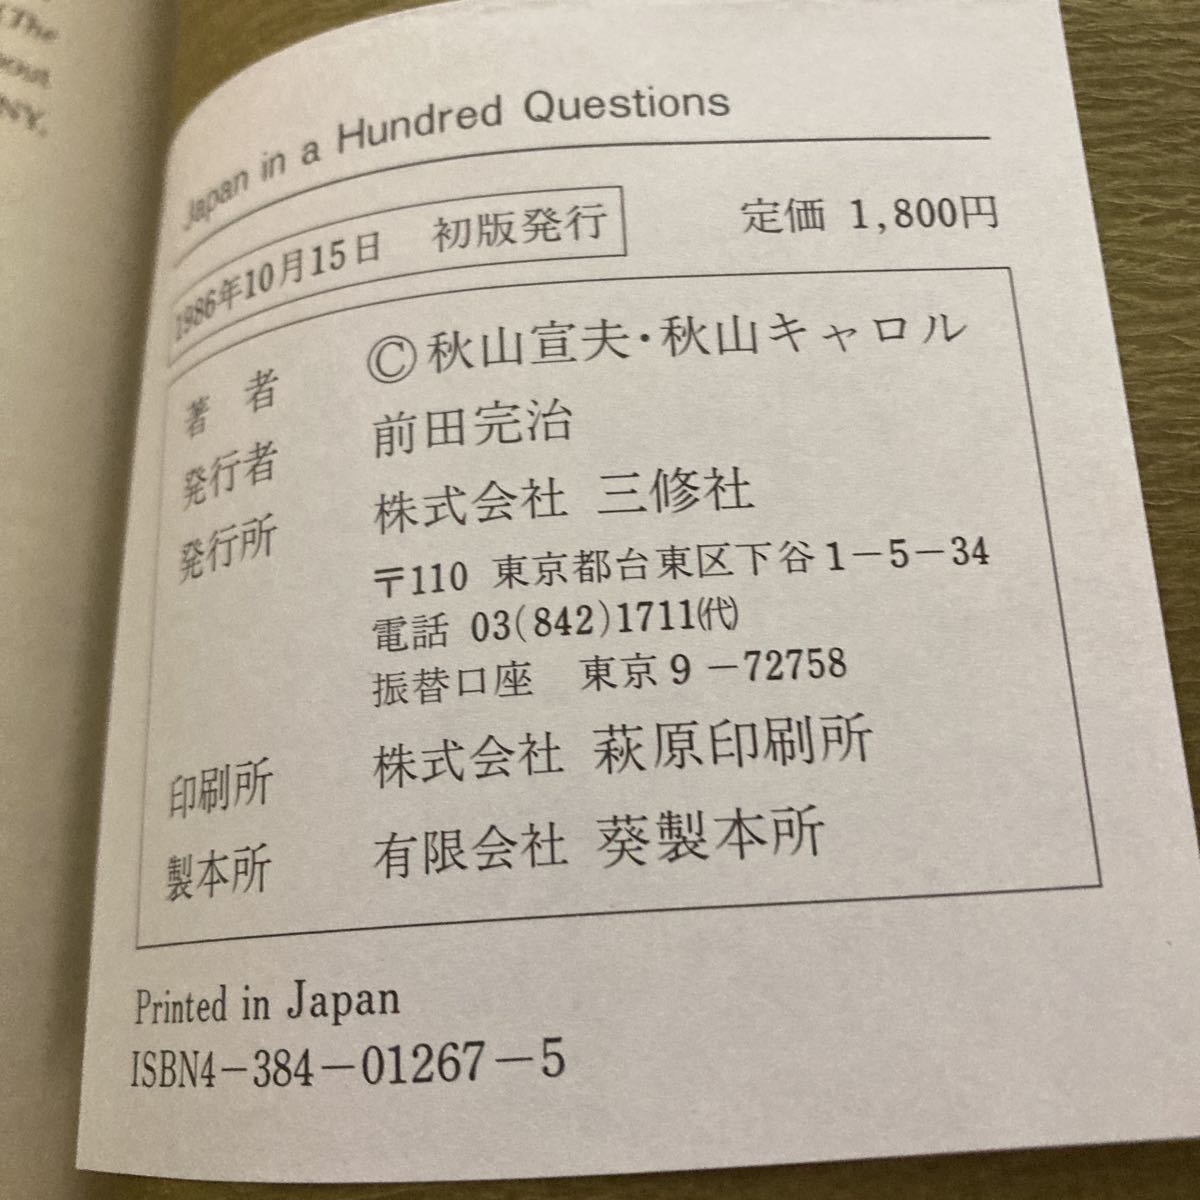 The
bout
NY.
Japan in a Hundred Questions
1986年10月15日 初版発行 定価 1,800円
著者 ©秋山宣夫・秋山キャロル
発行者 前田完治
発行所 株式会社 三修社
〒110 東京都台東区下谷1-5-34
電話 03(842)1711㈹
振替口座 東京9-72758
印刷所 株式会社 萩原印刷所
製本所 有限会社 葵製本所
Printed in Japan
ISBN4-384-01267-5